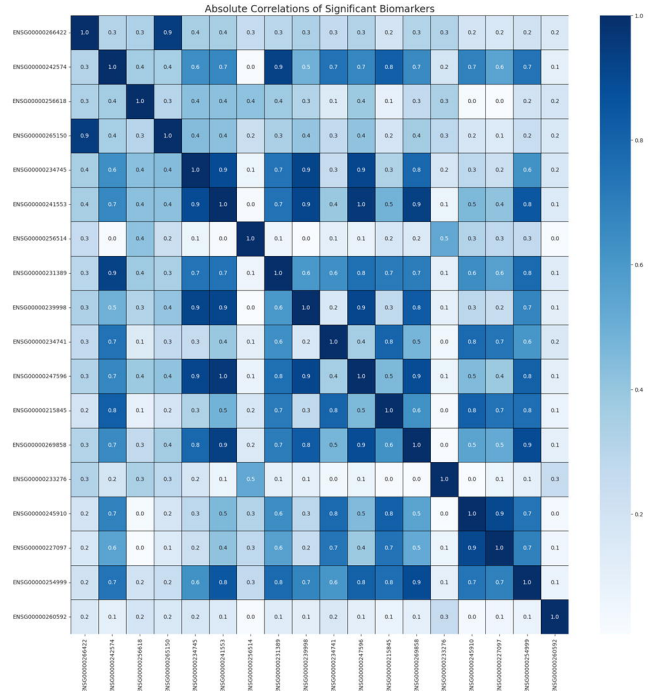 Absolute Correlations of Significant Biomarkers
ENSG00000266422 1.0 0.3 0.3 0.9 0.4 0.4 0.3 0.3 0.3 0.3 0.3 0.2 0.3 0.3 0.2 0.2 0.2 0.2
ENSG00000242574 0.3 1.0 0.4 0.4 0.6 0.7 0.0 0.9 0.5 0.7 0.7 0.8 0.7 0.2 0.7 0.6 0.7 0.1
ENSG00000256618 0.3 0.4 1.0 0.3 0.4 0.4 0.4 0.4 0.3 0.1 0.4 0.1 0.3 0.3 0.0 0.0 0.2 0.2
ENSG00000265150 0.9 0.4 0.3 1.0 0.4 0.4 0.2 0.3 0.4 0.3 0.4 0.2 0.4 0.2 0.2 0.1 0.2 0.2
ENSG00000234745 0.4 0.6 0.4 0.4 1.0 0.9 0.1 0.7 0.9 0.3 0.9 0.3 0.8 0.2 0.3 0.2 0.6 0.2
ENSG00000241553 0.4 0.7 0.4 0.4 0.9 1.0 0.0 0.7 0.9 0.4 1.0 0.5 0.9 0.1 0.5 0.4 0.8 0.1
ENSG00000256514 0.3 0.0 0.4 0.2 0.1 0.0 1.0 0.1 0.0 0.1 0.1 0.2 0.2 0.5 0.2 0.3 0.3 0.0
ENSG00000231389 0.3 0.9 0.4 0.3 0.7 0.7 0.1 1.0 0.6 0.6 0.8 0.7 0.7 0.1 0.6 0.6 0.8 0.1
ENSG00000239998 0.3 0.5 0.3 0.4 0.9 0.9 0.0 0.6 1.0 0.2 0.9 0.3 0.8 0.1 0.3 0.2 0.7 0.1
ENSG00000234741 0.3 0.7 0.1 0.3 0.3 0.4 0.1 0.6 0.2 1.0 0.4 0.8 0.5 0.0 0.8 0.7 0.6 0.2
ENSG00000247596 0.3 0.7 0.4 0.4 0.9 1.0 0.1 0.8 0.9 0.4 1.0 0.5 0.9 0.1 0.5 0.4 0.8 0.1
ENSG00000215845 0.2 0.8 0.1 0.2 0.3 0.5 0.2 0.7 0.3 0.8 0.5 1.0 0.6 0.0 0.8 0.7 0.8 0.1
ENSG00000269858 0.3 0.7 0.3 0.4 0.8 0.9 0.2 0.7 0.8 0.5 0.9 0.6 1.0 0.0 0.5 0.5 0.9 0.1
ENSG00000233276 0.3 0.2 0.3 0.2 0.2 0.1 0.5 0.1 0.1 0.0 0.1 0.0 0.0 1.0 0.0 0.1 0.1 0.3
ENSG00000245910 0.2 0.7 0.0 0.2 0.3 0.5 0.2 0.6 0.3 0.8 0.5 0.8 0.5 0.0 1.0 0.9 0.7 0.1
ENSG00000227097 0.2 0.6 0.0 0.1 0.2 0.4 0.3 0.6 0.2 0.7 0.4 0.7 0.5 0.1 0.9 1.0 0.7 0.1
ENSG00000254999 0.2 0.7 0.2 0.2 0.6 0.8 0.3 0.8 0.7 0.6 0.8 0.8 0.9 0.1 0.7 0.7 1.0 0.1
ENSG00000260592 0.2 0.1 0.2 0.2 0.2 0.1 0.0 0.1 0.1 0.2 0.1 0.1 0.1 0.3 0.1 0.1 0.1 1.0
ENSG00000266422 ENSG00000242574 ENSG00000256618 ENSG00000265150 ENSG00000234745 ENSG00000241553 ENSG00000256514 ENSG00000231389 ENSG00000239998 ENSG00000234741 ENSG00000247596 ENSG00000215845 ENSG00000269858 ENSG00000233276 ENSG00000245910 ENSG00000227097 ENSG00000254999 ENSG00000260592
1.0
0.8
0.6
0.4
0.2